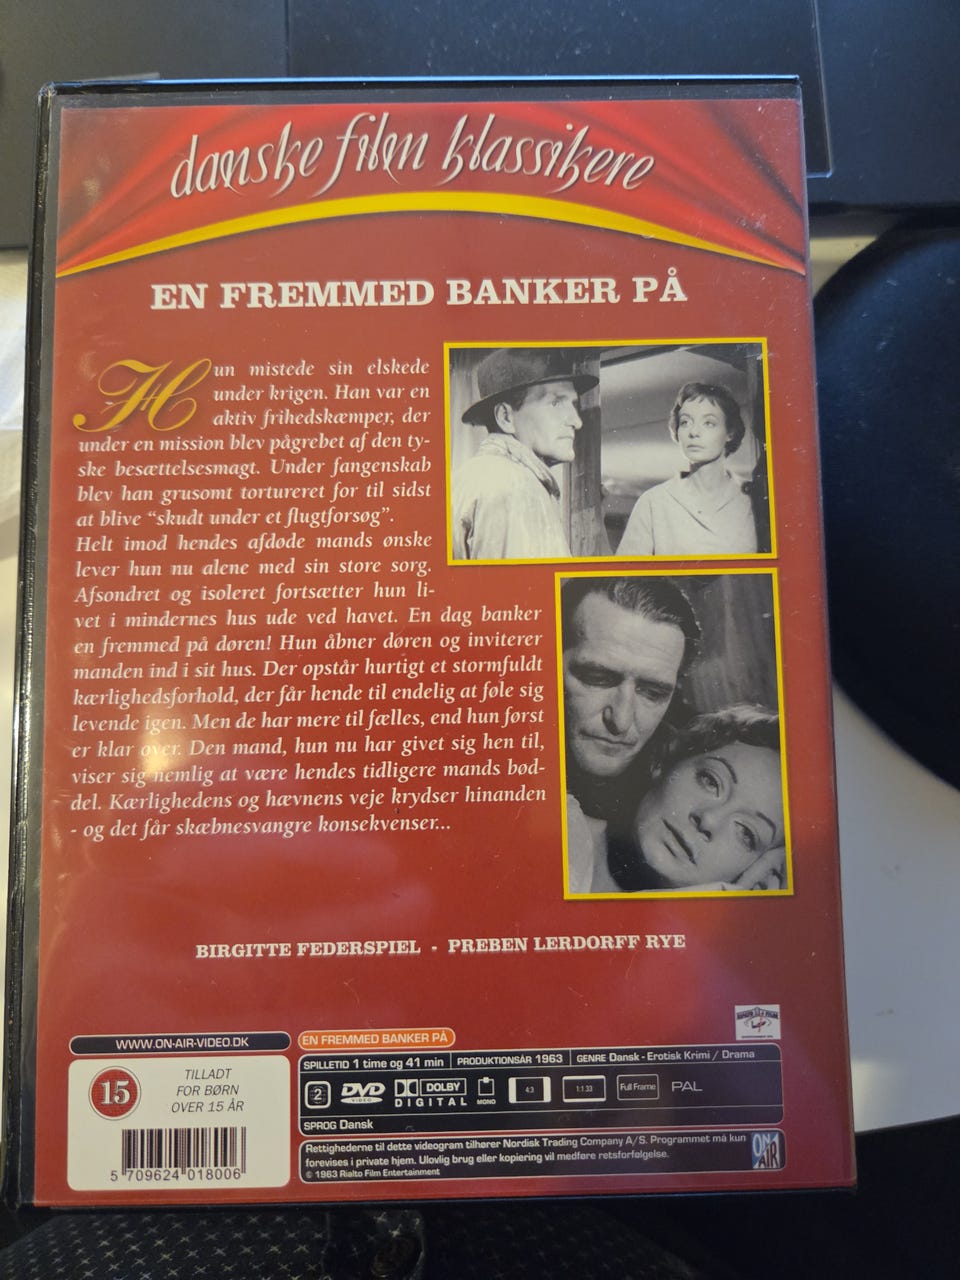 danske film klassikere
EN FREMMED BANKER PÅ
Hun mistede sin elskede
under krigen. Han var en
aktiv frihedskæmper, der
under en mission blev pågrebet af den ty-
ske besættelsesmagt. Under fangenskab
blev han grusomt tortureret for til sidst
at blive “skudt under et flugtforsøg”.
Helt imod hendes afdøde mands ønske
lever hun nu alene med sin store sorg.
Afsondret og isoleret fortsætter hun li-
vet i mindernes hus ude ved havet. En dag banker
en fremmed på døren! Hun åbner døren og inviterer
manden ind i sit hus. Der opstår hurtigt et stormfuldt
kærlighedsforhold, der får hende til endelig at føle sig
levende igen. Men de har mere til fælles, end hun først
er klar over. Den mand, hun nu har givet sig hen til,
viser sig nemlig at være hendes tidligere mands bød-
del. Kærlighedens og hævnens veje krydser hinanden
- og det får skæbnesvangre konsekvenser...
BIRGITTE FEDERSPIEL - PREBEN LERDORFF RYE
WWW.ON-AIR-VIDEO.DK
15
TILLADT
FOR BØRN
OVER 15 ÅR
5 709624 018006
EN FREMMED BANKER PÅ
SPILLETID 1 time og 41 min PRODUKTIONSÅR 1963 GENRE Dansk - Erotisk Krimi / Drama
2 DVD VIDEO DOLBY DIGITAL MONO 4:3 1:1.33 Full Frame PAL
SPROG Dansk
Rettighederne til dette videogram tilhører Nordisk Trading Company A/S. Programmet må kun
forevises i private hjem. Ulovlig brug eller kopiering vil medføre retsforfølgelse.
© 1963 Rialto Film Entertainment
ON AIR